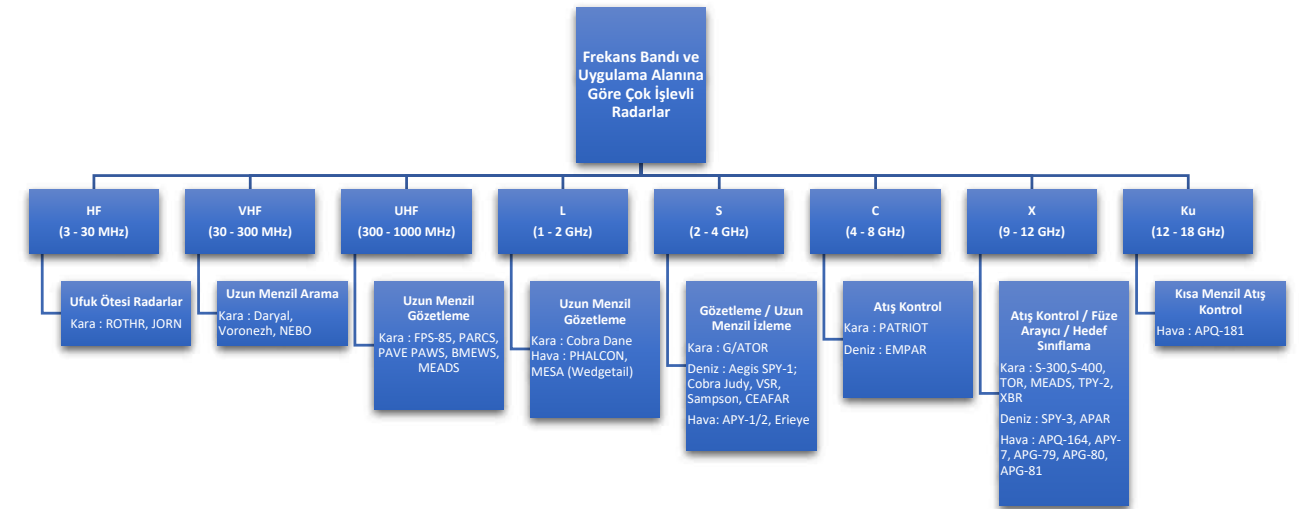 Frekans Bandı ve
Uygulama Alanına
Göre Çok İşlevli
Radarlar
HF
(3 - 30 MHz)
Ufuk Ötesi Radarlar
Kara : ROTHR, JORN
VHF
(30 - 300 MHz)
Uzun Menzil Arama
Kara : Daryal,
Voronezh, NEBO
UHF
(300 - 1000 MHz)
Uzun Menzil
Gözetleme
Kara : FPS-85, PARCS,
PAVE PAWS, BMEWS,
MEADS
L
(1 - 2 GHz)
Uzun Menzil
Gözetleme
Kara : Cobra Dane
Hava : PHALCON,
MESA (Wedgetail)
S
(2 - 4 GHz)
Gözetleme / Uzun
Menzil İzleme
Kara : G/ATOR
Deniz : Aegis SPY-1;
Cobra Judy, VSR,
Sampson, CEAFAR
Hava: APY-1/2, Erieye
C
(4 - 8 GHz)
Atış Kontrol
Kara : PATRIOT
Deniz : EMPAR
X
(9 - 12 GHz)
Atış Kontrol / Füze
Arayıcı / Hedef
Sınıflama
Kara : S-300,S-400,
TOR, MEADS, TPY-2,
XBR
Deniz : SPY-3, APAR
Hava : APQ-164, APY-
7, APG-79, APG-80,
APG-81
Ku
(12 - 18 GHz)
Kısa Menzil Atış
Kontrol
Hava : APQ-181